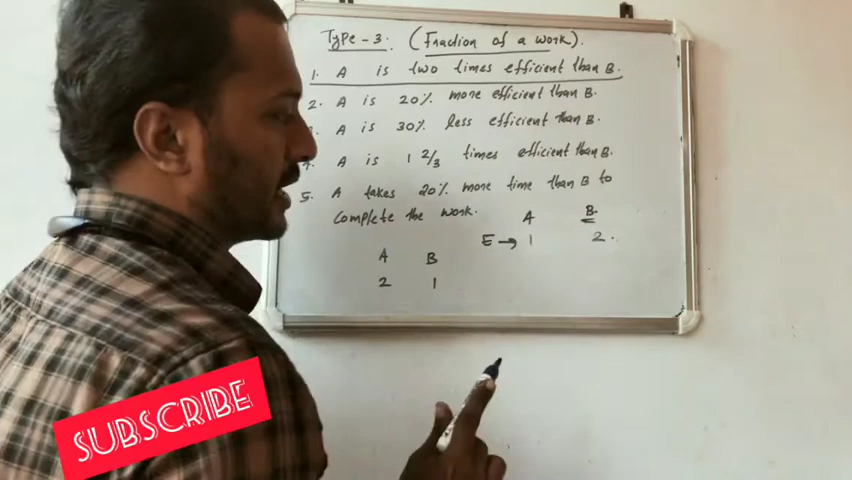 Type - 3. (Fraction of a work).
1. A is two times efficient than B.
2. A is 20% more efficient than B.
3. A is 30% less efficient than B.
4. A is 1 2/3 times efficient than B.
5. A takes 20% more time than B to
Complete the work.
A B
E → 1 2.
A B
2 1
SUBSCRIBE